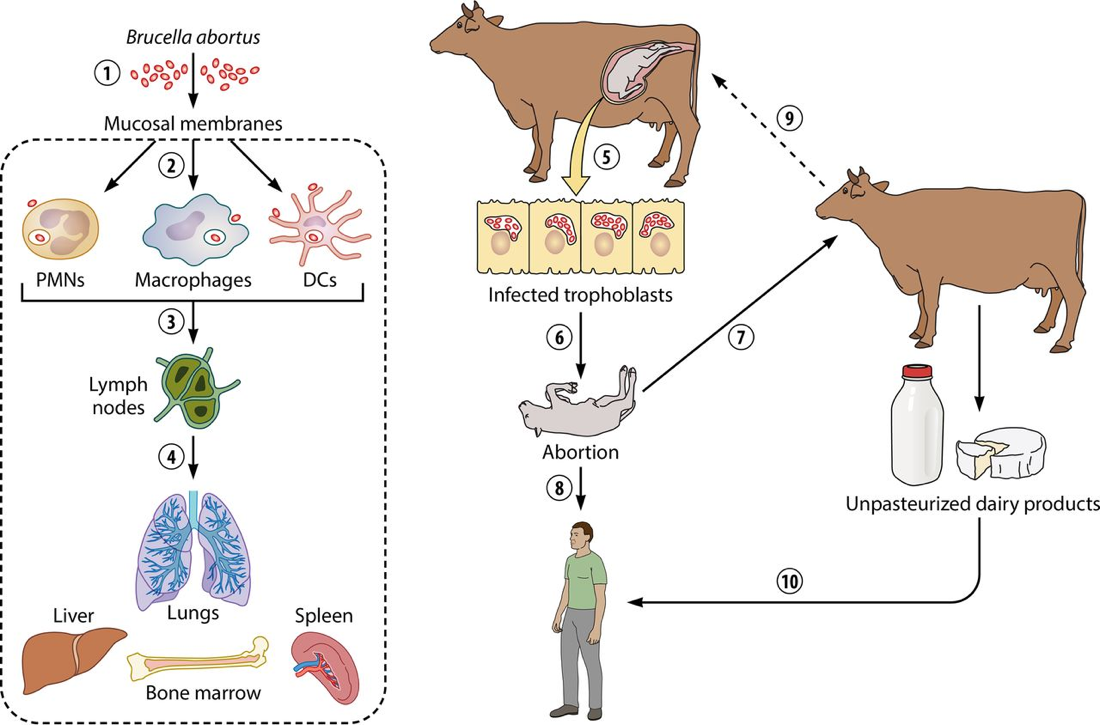 Brucella abortus
1
Mucosal membranes
2
PMNs
Macrophages
DCs
3
Lymph
nodes
4
Lungs
Liver
Spleen
Bone marrow
5
Infected trophoblasts
6
Abortion
7
8
9
Unpasteurized dairy products
10